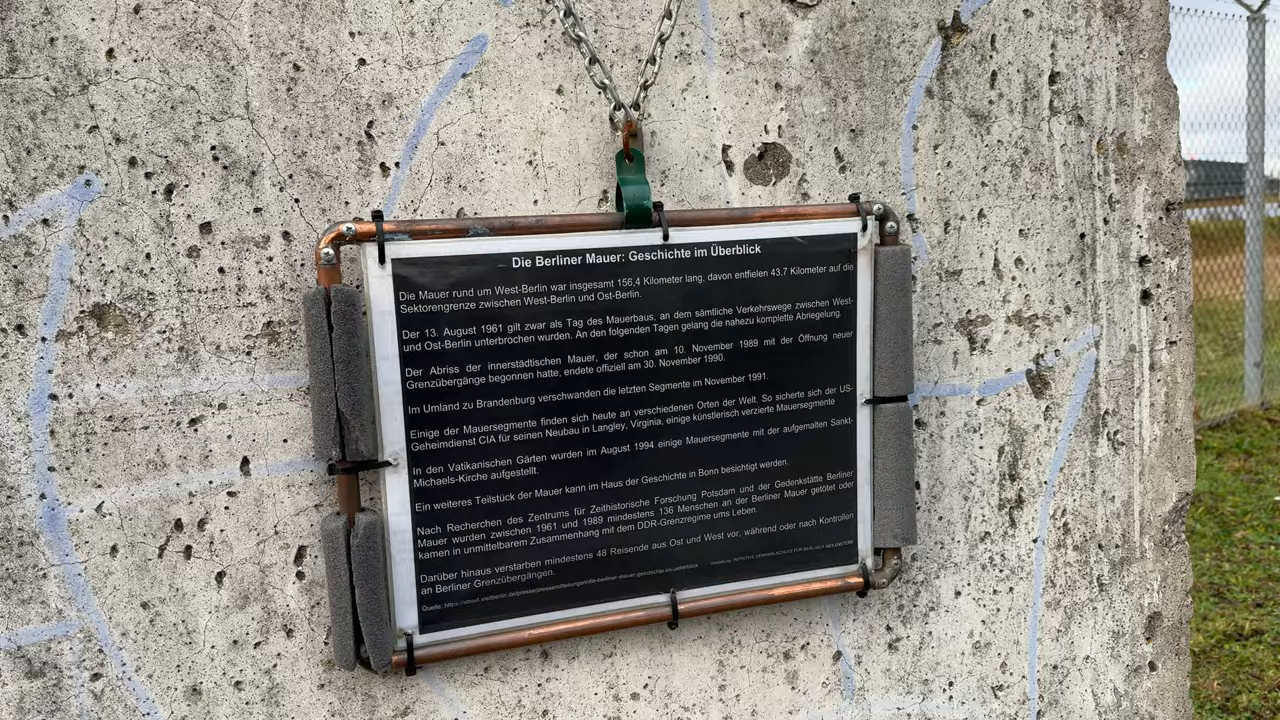 Die Berliner Mauer: Geschichte im Überblick
Die Mauer rund um West-Berlin war insgesamt 156,4 Kilometer lang, davon entfielen 43,7 Kilometer auf die
Sektorengrenze zwischen West-Berlin und Ost-Berlin.
Der 13. August 1961 gilt zwar als Tag des Mauerbaus, an dem sämtliche Verkehrswege zwischen West-
und Ost-Berlin unterbrochen wurden. An den folgenden Tagen gelang die nahezu komplette Abriegelung.
Der Abriss der innerstädtischen Mauer, der schon am 10. November 1989 mit der Öffnung neuer
Grenzübergänge begonnen hatte, endete offiziell am 30. November 1990.
Im Umland zu Brandenburg verschwanden die letzten Segmente im November 1991.
Einige der Mauersegmente finden sich heute an verschiedenen Orten der Welt. So sicherte sich der US-
Geheimdienst CIA für seinen Neubau in Langley, Virginia, einige künstlerisch verzierte Mauersegmente
In den Vatikanischen Gärten wurden im August 1994 einige Mauersegmente mit der aufgemalten Sankt-
Michaels-Kirche aufgestellt.
Ein weiteres Teilstück der Mauer kann im Haus der Geschichte in Bonn besichtigt werden.
Nach Recherchen des Zentrums für Zeithistorische Forschung Potsdam und der Gedenkstätte Berliner
Mauer wurden zwischen 1961 und 1989 mindestens 136 Menschen an der Berliner Mauer getötet oder
kamen in unmittelbarem Zusammenhang mit dem DDR-Grenzregime ums Leben.
Darüber hinaus verstarben mindestens 48 Reisende aus Ost und West vor, während oder nach Kontrollen
an Berliner Grenzübergängen.
Quelle: https://about.visitberlin.de/presse/pressemitteilungen/die-berliner-mauer-geschichte-im-ueberblick